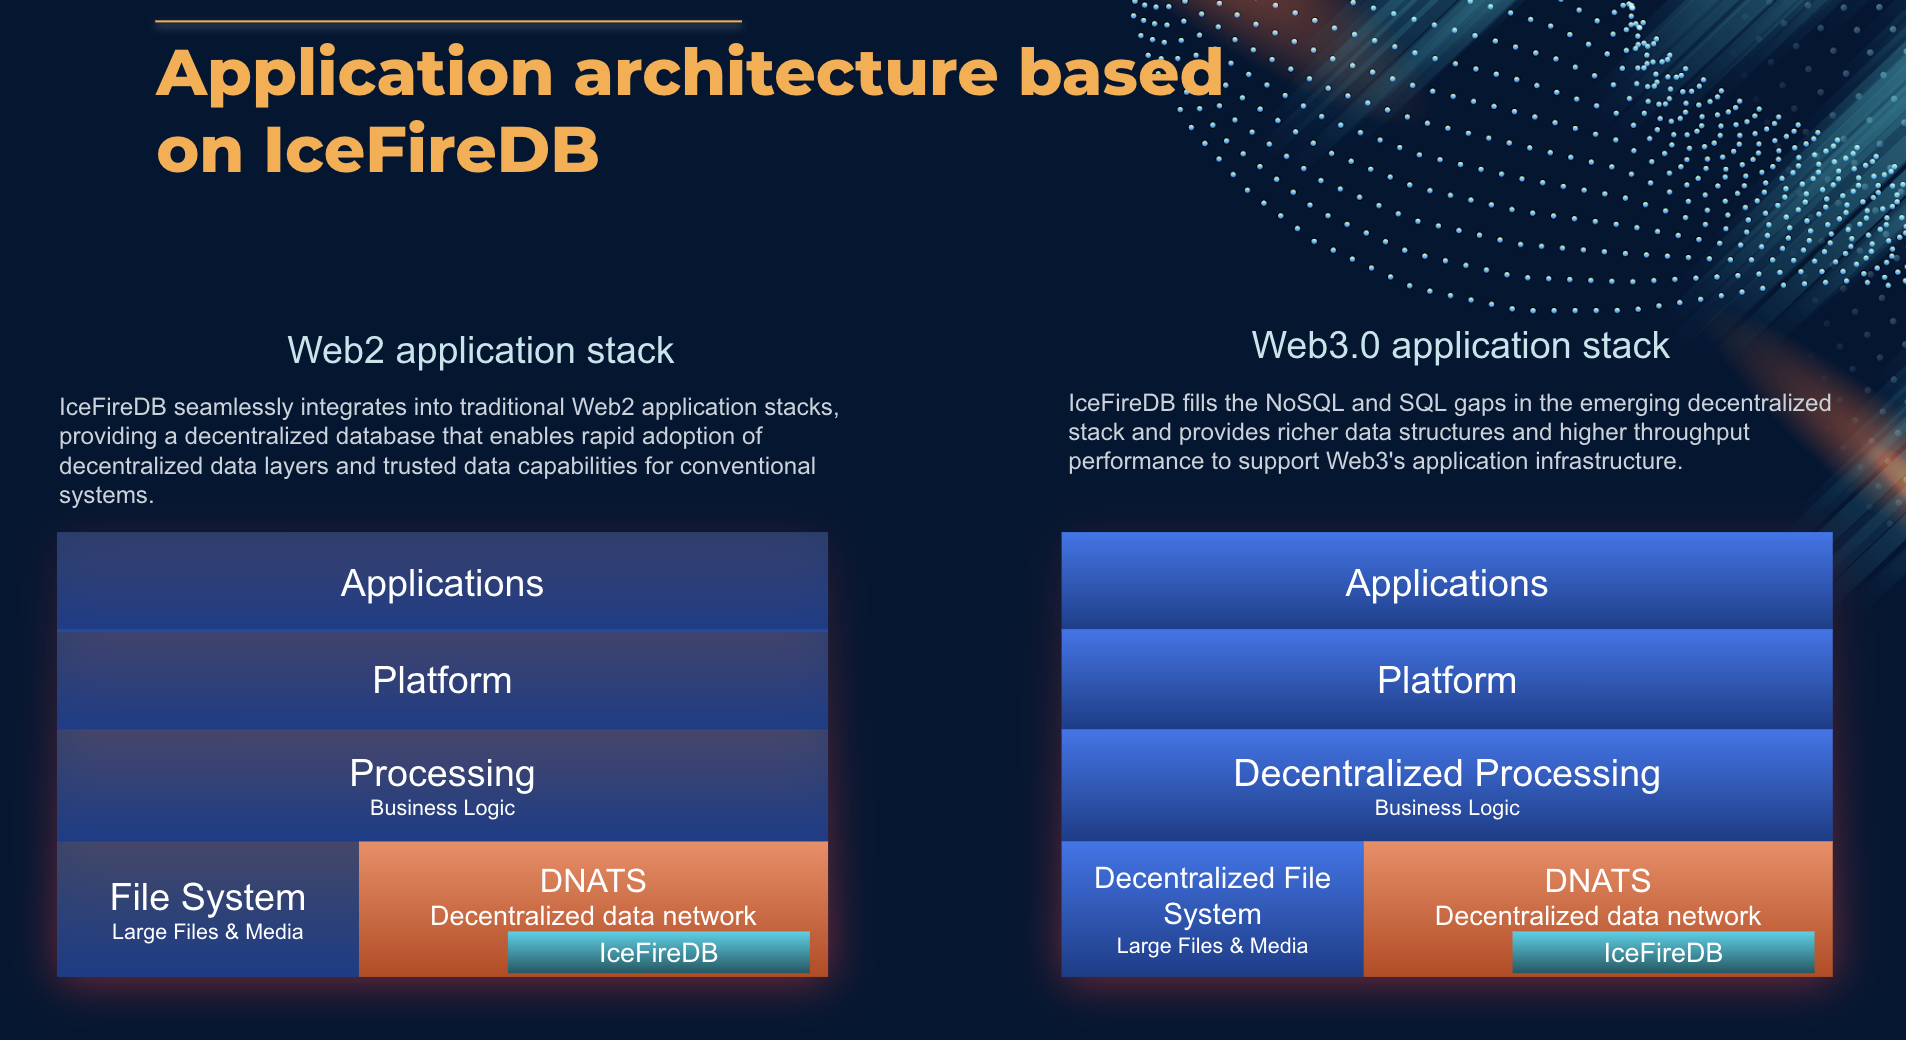 Application architecture based
on IceFireDB
Web2 application stack
IceFireDB seamlessly integrates into traditional Web2 application stacks,
providing a decentralized database that enables rapid adoption of
decentralized data layers and trusted data capabilities for conventional
systems.
Applications
Platform
Processing
Business Logic
File System
Large Files & Media
DNATS
Decentralized data network
IceFireDB
Web3.0 application stack
IceFireDB fills the NoSQL and SQL gaps in the emerging decentralized
stack and provides richer data structures and higher throughput
performance to support Web3's application infrastructure.
Applications
Platform
Decentralized Processing
Business Logic
Decentralized File
System
Large Files & Media
DNATS
Decentralized data network
IceFireDB